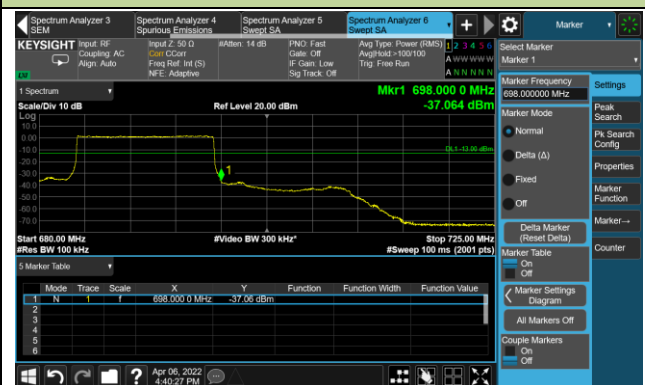 Spectrum Analyzer 3
SEM
Spectrum Analyzer 4
Spurious Emissions
Spectrum Analyzer 5
Swept SA
Spectrum Analyzer 6
Swept SA
+
Marker
KEYSIGHT
Input: RF
Coupling: AC
Align: Auto
Input Z: 50 Ω
Corr CCorr
Freq Ref: Int (S)
NFE: Adaptive
#Atten: 14 dB
PNO: Fast
Gate: Off
IF Gain: Low
Sig Track: Off
Avg Type: Power (RMS)
Avg|Hold:>100/100
Trig: Free Run
1 2 3 4 5 6
A W W W W W
A N N N N N
LXI
Select Marker
Marker 1
1 Spectrum
Scale/Div 10 dB
Log
Ref Level 20.00 dBm
Mkr1 698.000 0 MHz
-37.064 dBm
10.0
0.00
-10.0
-20.0
-30.0
-40.0
-50.0
-60.0
-70.0
DL1 -13.00 dBm
1
Start 680.00 MHz
#Res BW 100 kHz
#Video BW 300 kHz*
Stop 725.00 MHz
#Sweep 100 ms (2001 pts)
5 Marker Table
Mode Trace Scale X Y Function Function Width Function Value
1 N 1 f 698.000 0 MHz -37.06 dBm
2
3
4
5
6
Marker Frequency
698.000000 MHz
Marker Mode
Normal
Delta (Δ)
Fixed
Off
Delta Marker
(Reset Delta)
Marker Table
On
Off
Marker Settings
Diagram
All Markers Off
Couple Markers
On
Off
Settings
Peak
Search
Pk Search
Config
Properties
Marker
Function
Marker→
Counter
?
Apr 06, 2022
4:40:27 PM